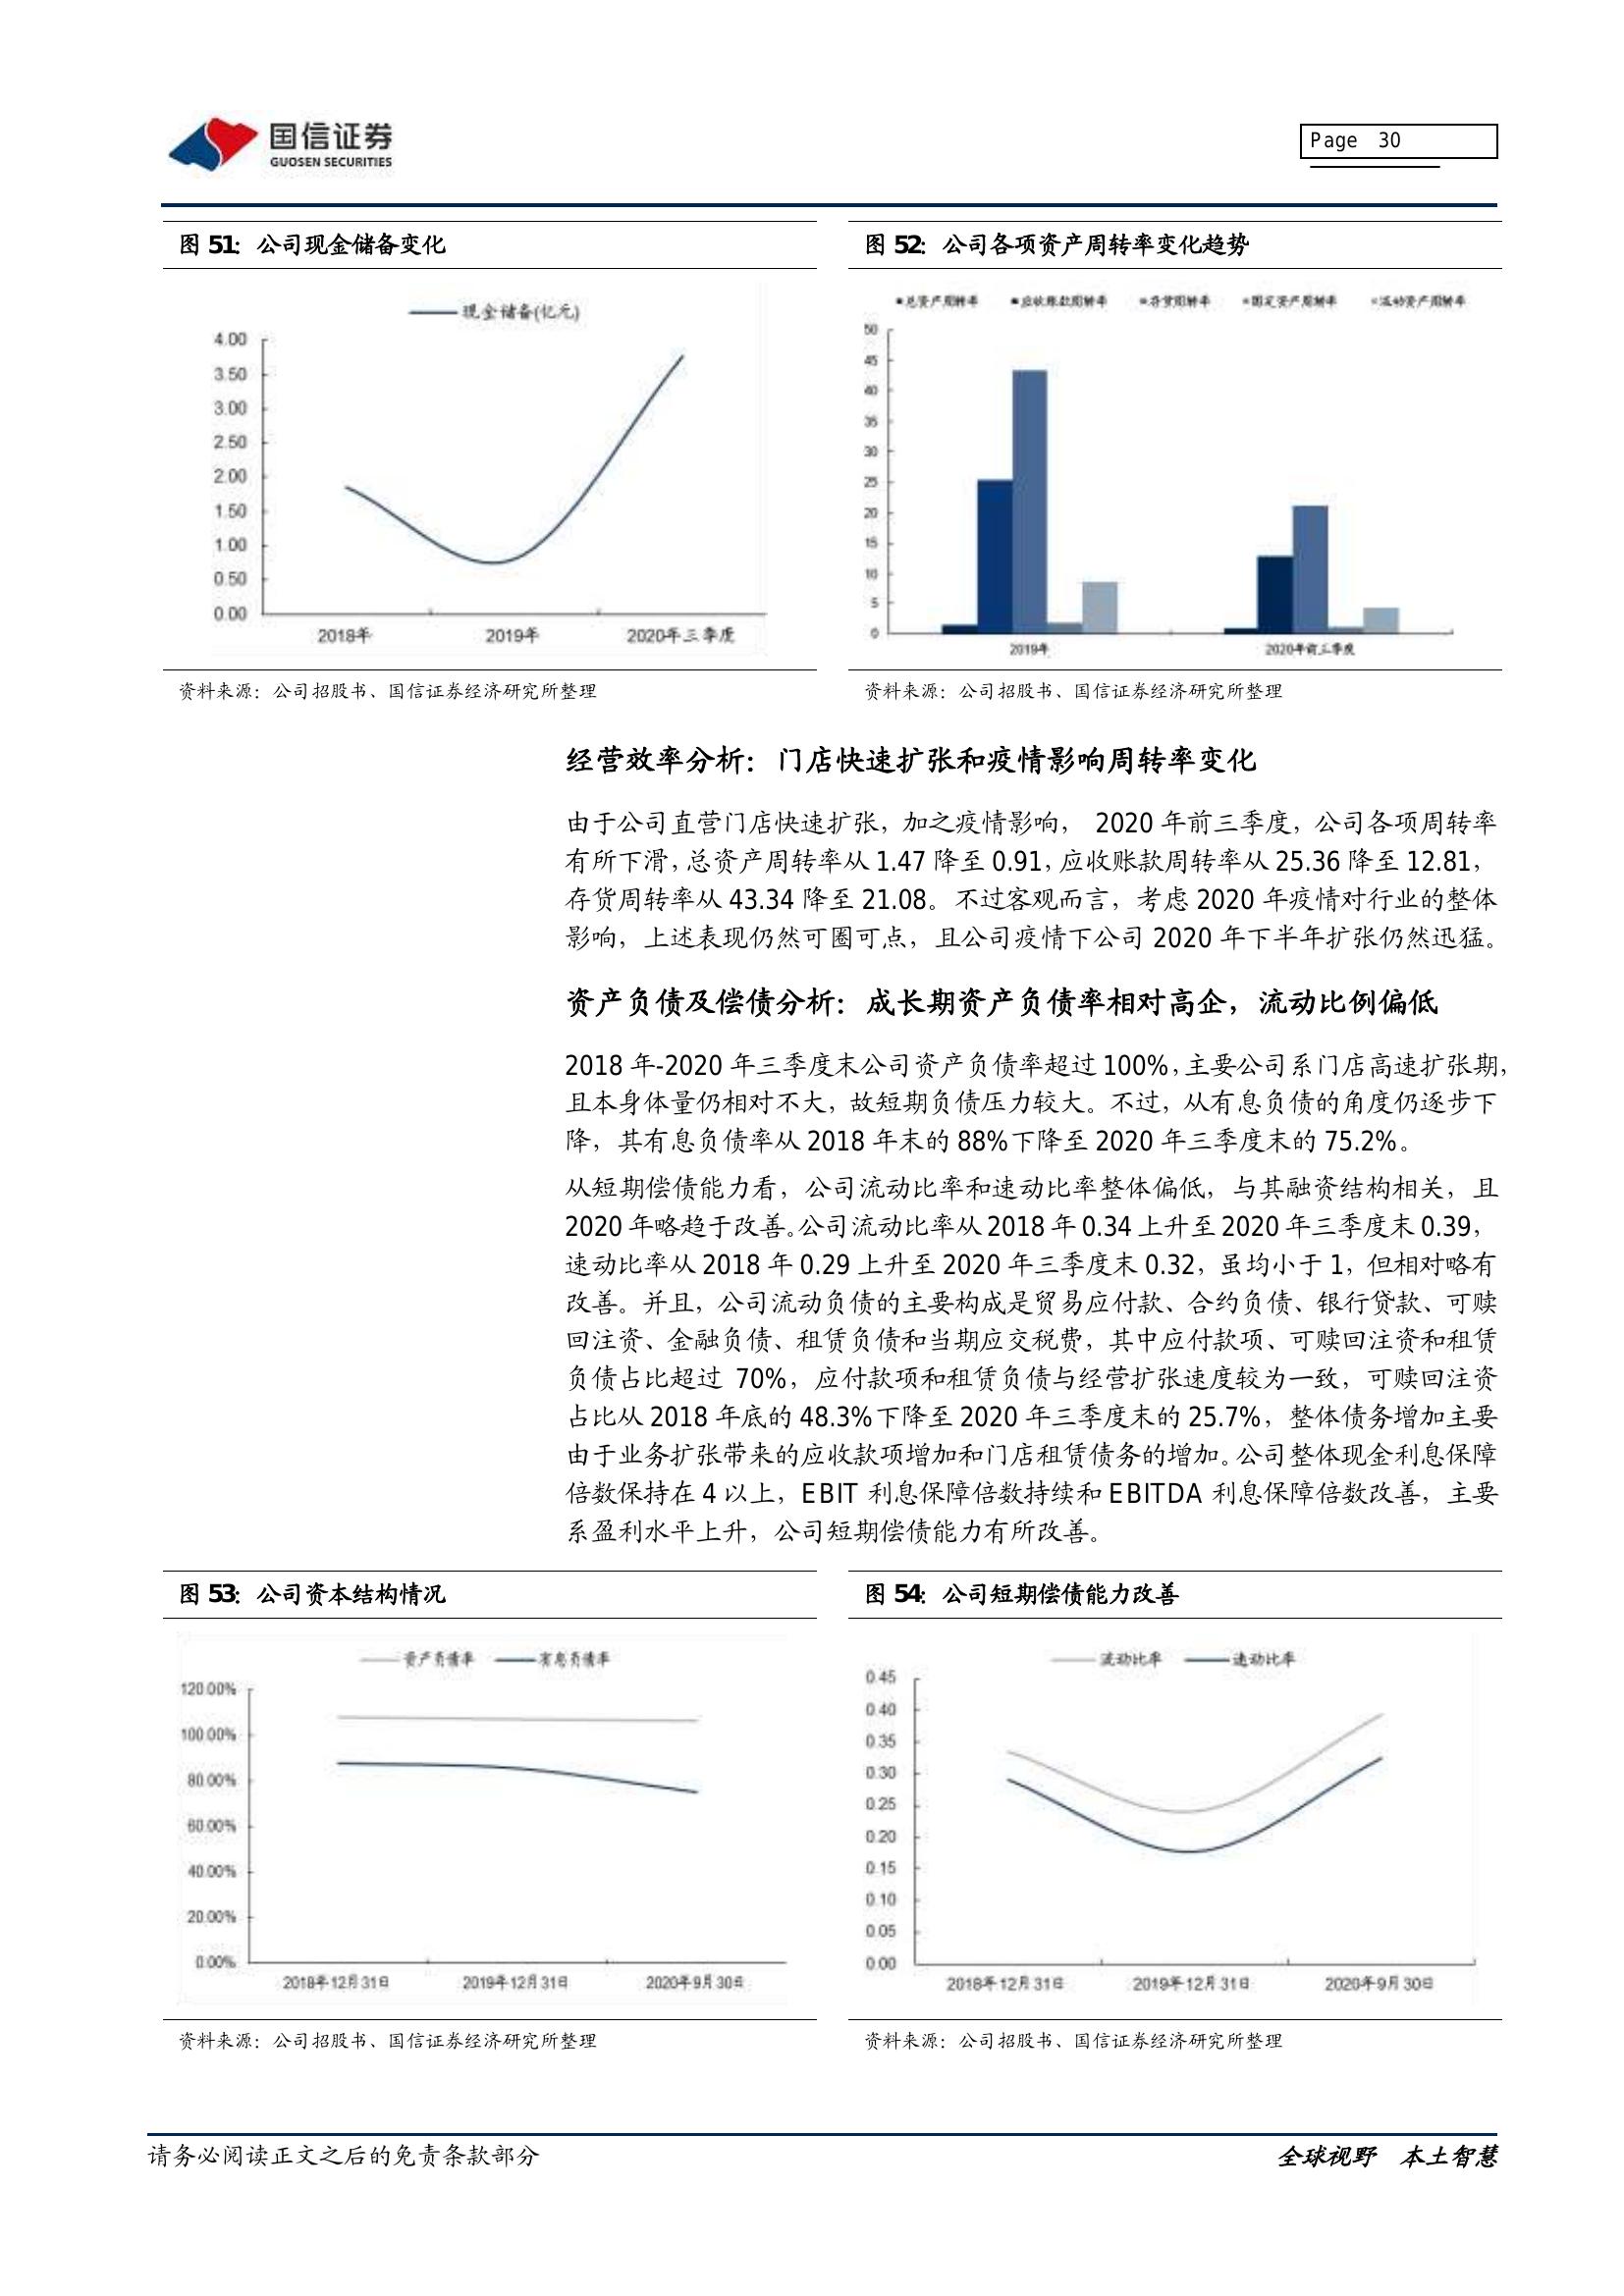 国信证券
GUOSEN SECURITIES
Page 30
图 51：公司现金储备变化
现金储备(亿元)
4.00
3.50
3.00
2.50
2.00
1.50
1.00
0.50
0.00
2018年 2019年 2020年三季度
资料来源：公司招股书、国信证券经济研究所整理
图 52：公司各项资产周转率变化趋势
总资产周转率 应收账款周转率 存货周转率 固定资产周转率 流动资产周转率
50
45
40
35
30
25
20
15
10
5
0
2019年 2020年前三季度
资料来源：公司招股书、国信证券经济研究所整理
经营效率分析：门店快速扩张和疫情影响周转率变化
由于公司直营门店快速扩张，加之疫情影响， 2020 年前三季度，公司各项周转率
有所下滑，总资产周转率从 1.47 降至 0.91，应收账款周转率从 25.36 降至 12.81，
存货周转率从 43.34 降至 21.08。不过客观而言，考虑 2020 年疫情对行业的整体
影响，上述表现仍然可圈可点，且公司疫情下公司 2020 年下半年扩张仍然迅猛。
资产负债及偿债分析：成长期资产负债率相对高企，流动比例偏低
2018 年-2020 年三季度末公司资产负债率超过 100%，主要公司系门店高速扩张期，
且本身体量仍相对不大，故短期负债压力较大。不过，从有息负债的角度仍逐步下
降，其有息负债率从 2018 年末的 88%下降至 2020 年三季度末的 75.2%。
从短期偿债能力看，公司流动比率和速动比率整体偏低，与其融资结构相关，且
2020 年略趋于改善。公司流动比率从 2018 年 0.34 上升至 2020 年三季度末 0.39，
速动比率从 2018 年 0.29 上升至 2020 年三季度末 0.32，虽均小于 1，但相对略有
改善。并且，公司流动负债的主要构成是贸易应付款、合约负债、银行贷款、可赎
回注资、金融负债、租赁负债和当期应交税费，其中应付款项、可赎回注资和租赁
负债占比超过 70%，应付款项和租赁负债与经营扩张速度较为一致，可赎回注资
占比从 2018 年底的 48.3%下降至 2020 年三季度末的 25.7%，整体债务增加主要
由于业务扩张带来的应收款项增加和门店租赁债务的增加。公司整体现金利息保障
倍数保持在 4 以上，EBIT 利息保障倍数持续和 EBITDA 利息保障倍数改善，主要
系盈利水平上升，公司短期偿债能力有所改善。
图 53：公司资本结构情况
资产负债率 有息负债率
120.00%
100.00%
80.00%
60.00%
40.00%
20.00%
0.00%
2018年12月31日 2019年12月31日 2020年9月30日
资料来源：公司招股书、国信证券经济研究所整理
图 54：公司短期偿债能力改善
流动比率 速动比率
0.45
0.40
0.35
0.30
0.25
0.20
0.15
0.10
0.05
0.00
2018年12月31日 2019年12月31日 2020年9月30日
资料来源：公司招股书、国信证券经济研究所整理
请务必阅读正文之后的免责条款部分
全球视野 本土智慧